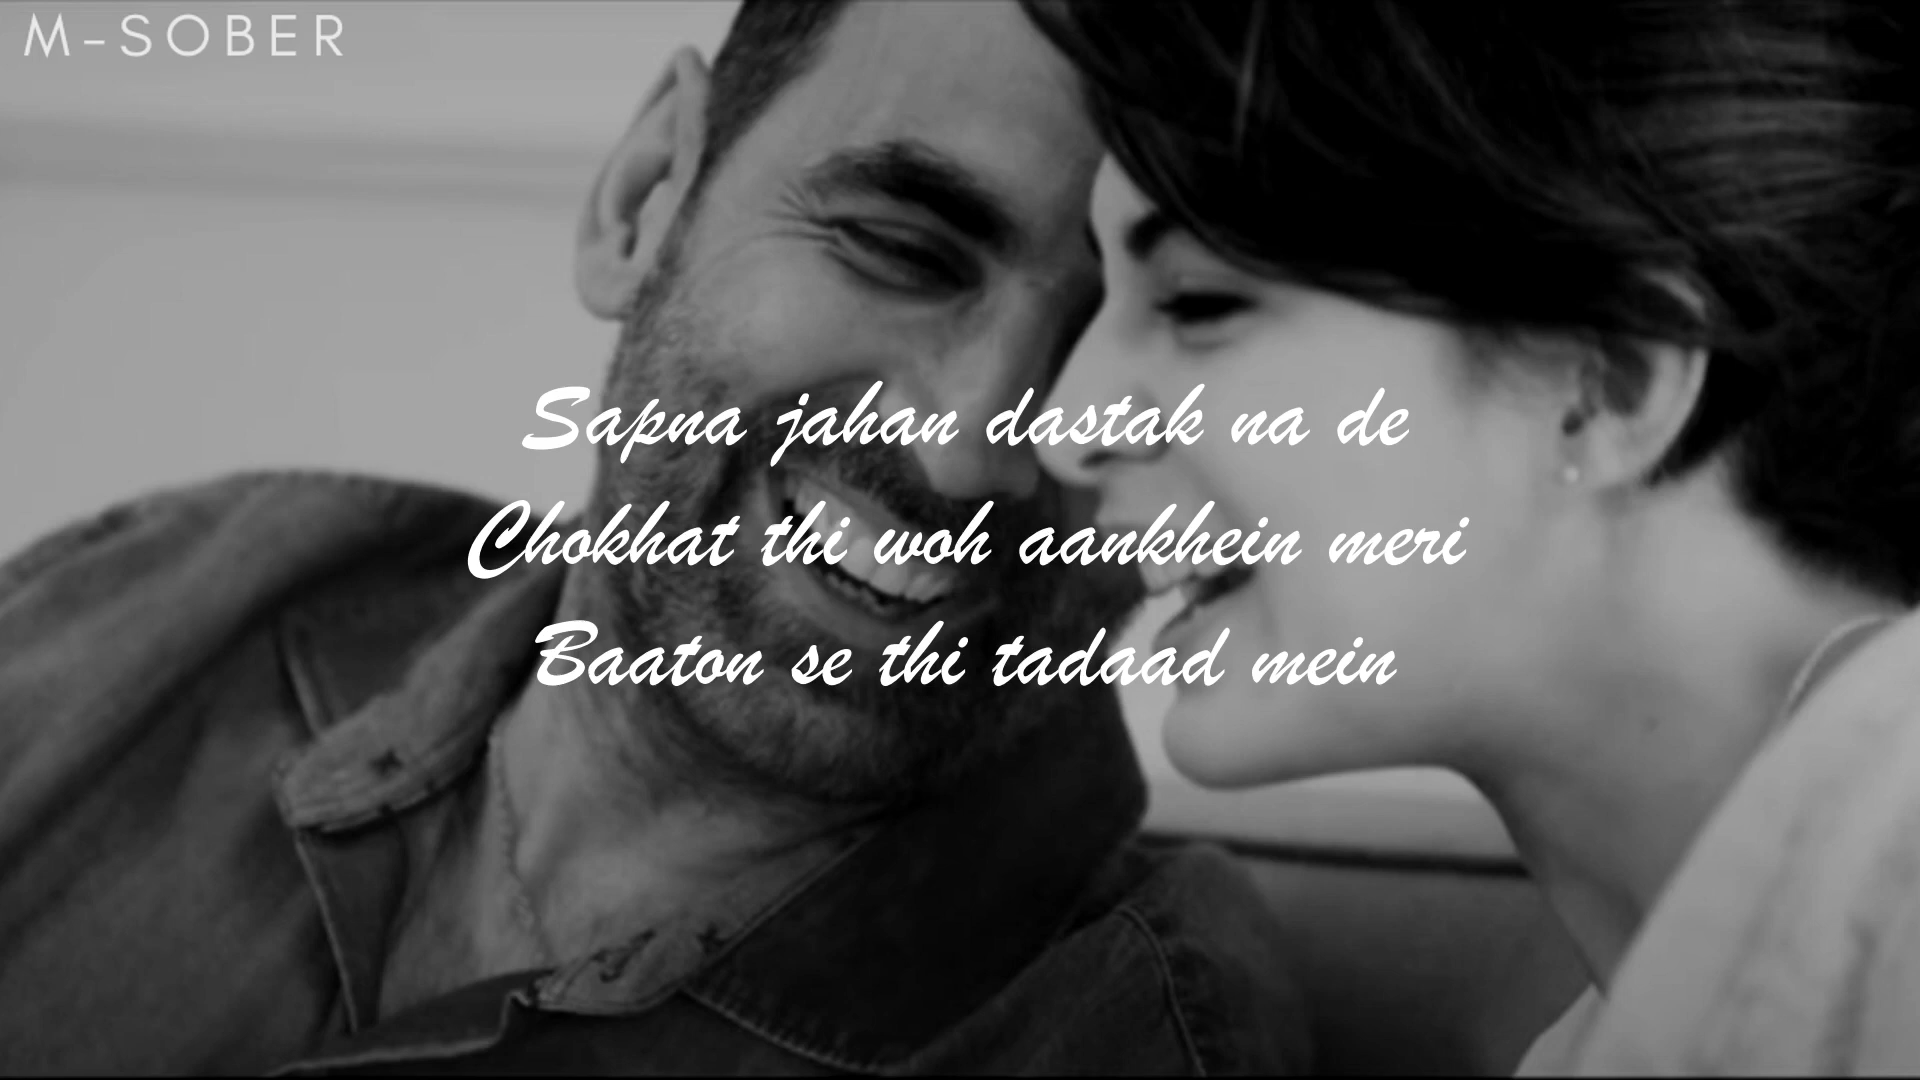 M-SOBER
Sapna jahan dastak na de
Chokhat thi woh aankhein meri
Baaton se thi tadaad mein